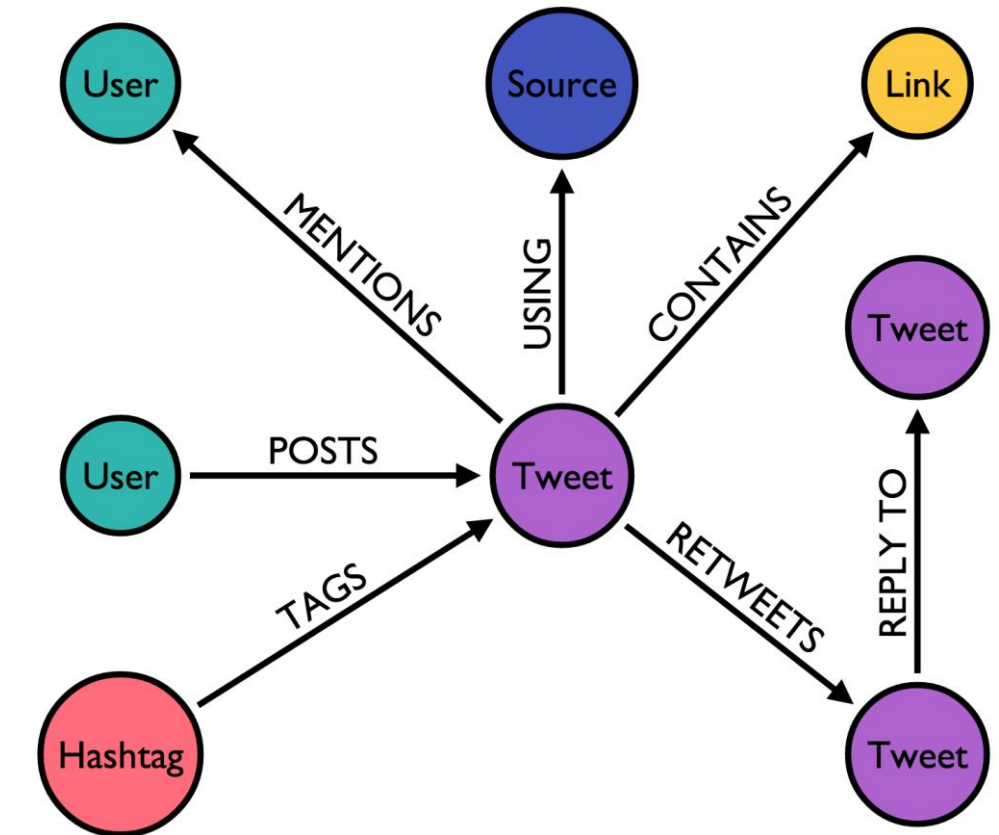 User
Source
Link
MENTIONS
USING
CONTAINS
Tweet
User
POSTS
Tweet
TAGS
RETWEETS
REPLY TO
Hashtag
Tweet